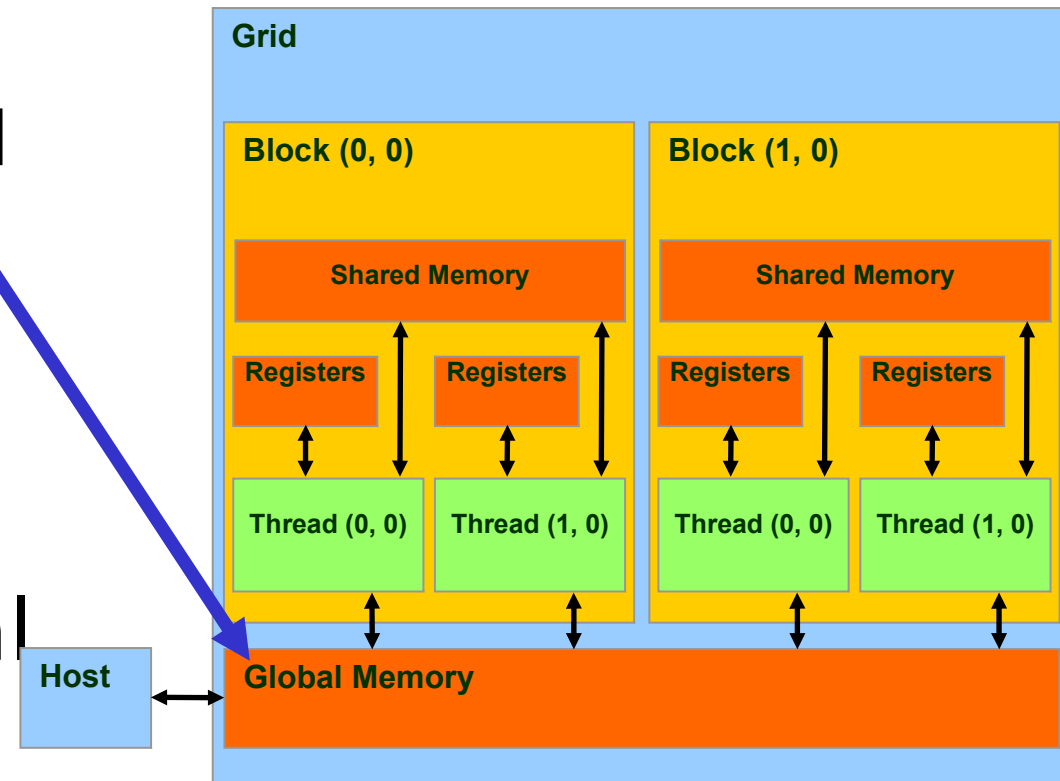 Grid
Block (0, 0)
Block (1, 0)
Shared Memory
Shared Memory
Registers
Registers
Registers
Registers
Thread (0, 0)
Thread (1, 0)
Thread (0, 0)
Thread (1, 0)
Host
Global Memory